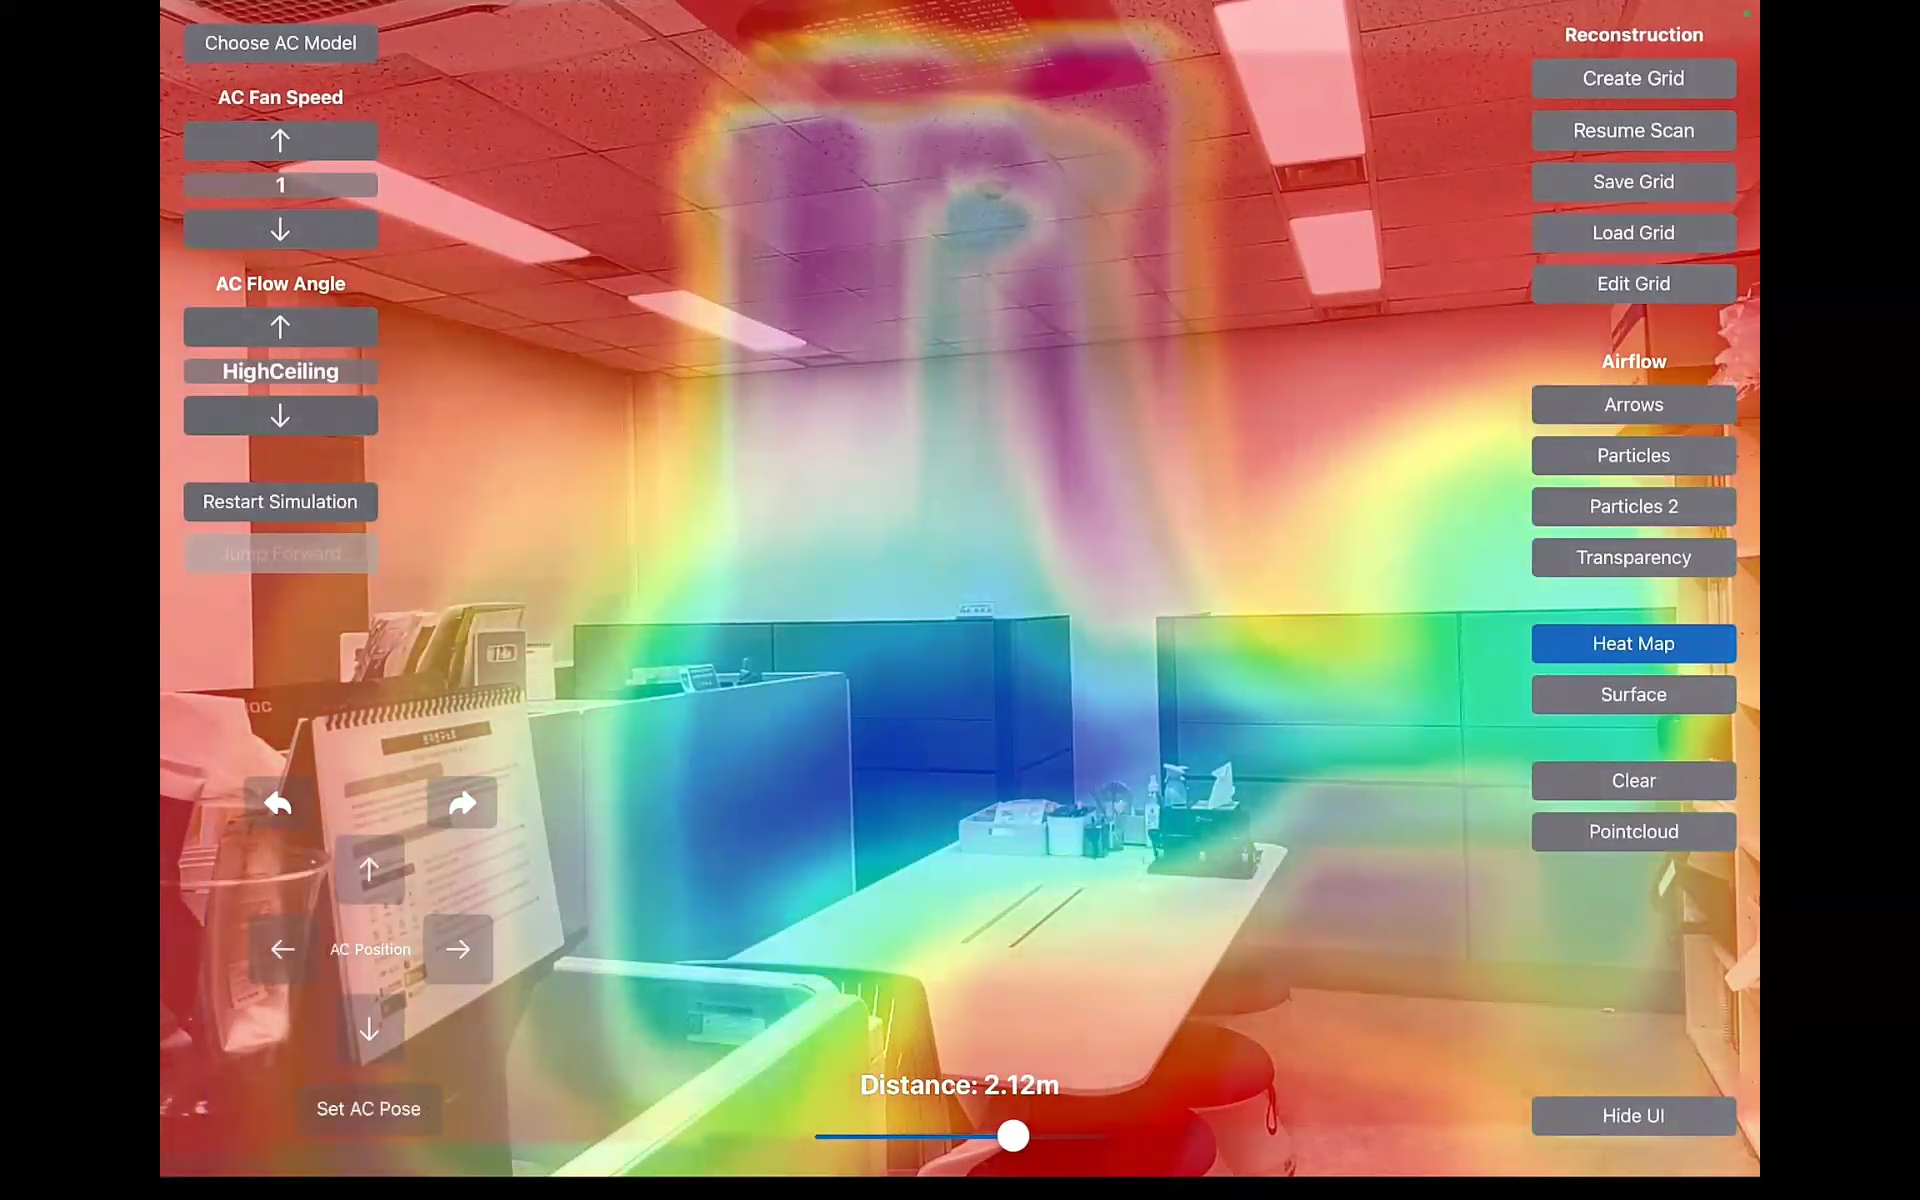 Choose AC Model
AC Fan Speed
↑
1
↓
AC Flow Angle
↑
HighCeiling
↓
Restart Simulation
Jump Forward
↑
← AC Position →
↓
Set AC Pose
Distance: 2.12m
Reconstruction
Create Grid
Resume Scan
Save Grid
Load Grid
Edit Grid
Airflow
Arrows
Particles
Particles 2
Transparency
Heat Map
Surface
Clear
Pointcloud
Hide UI